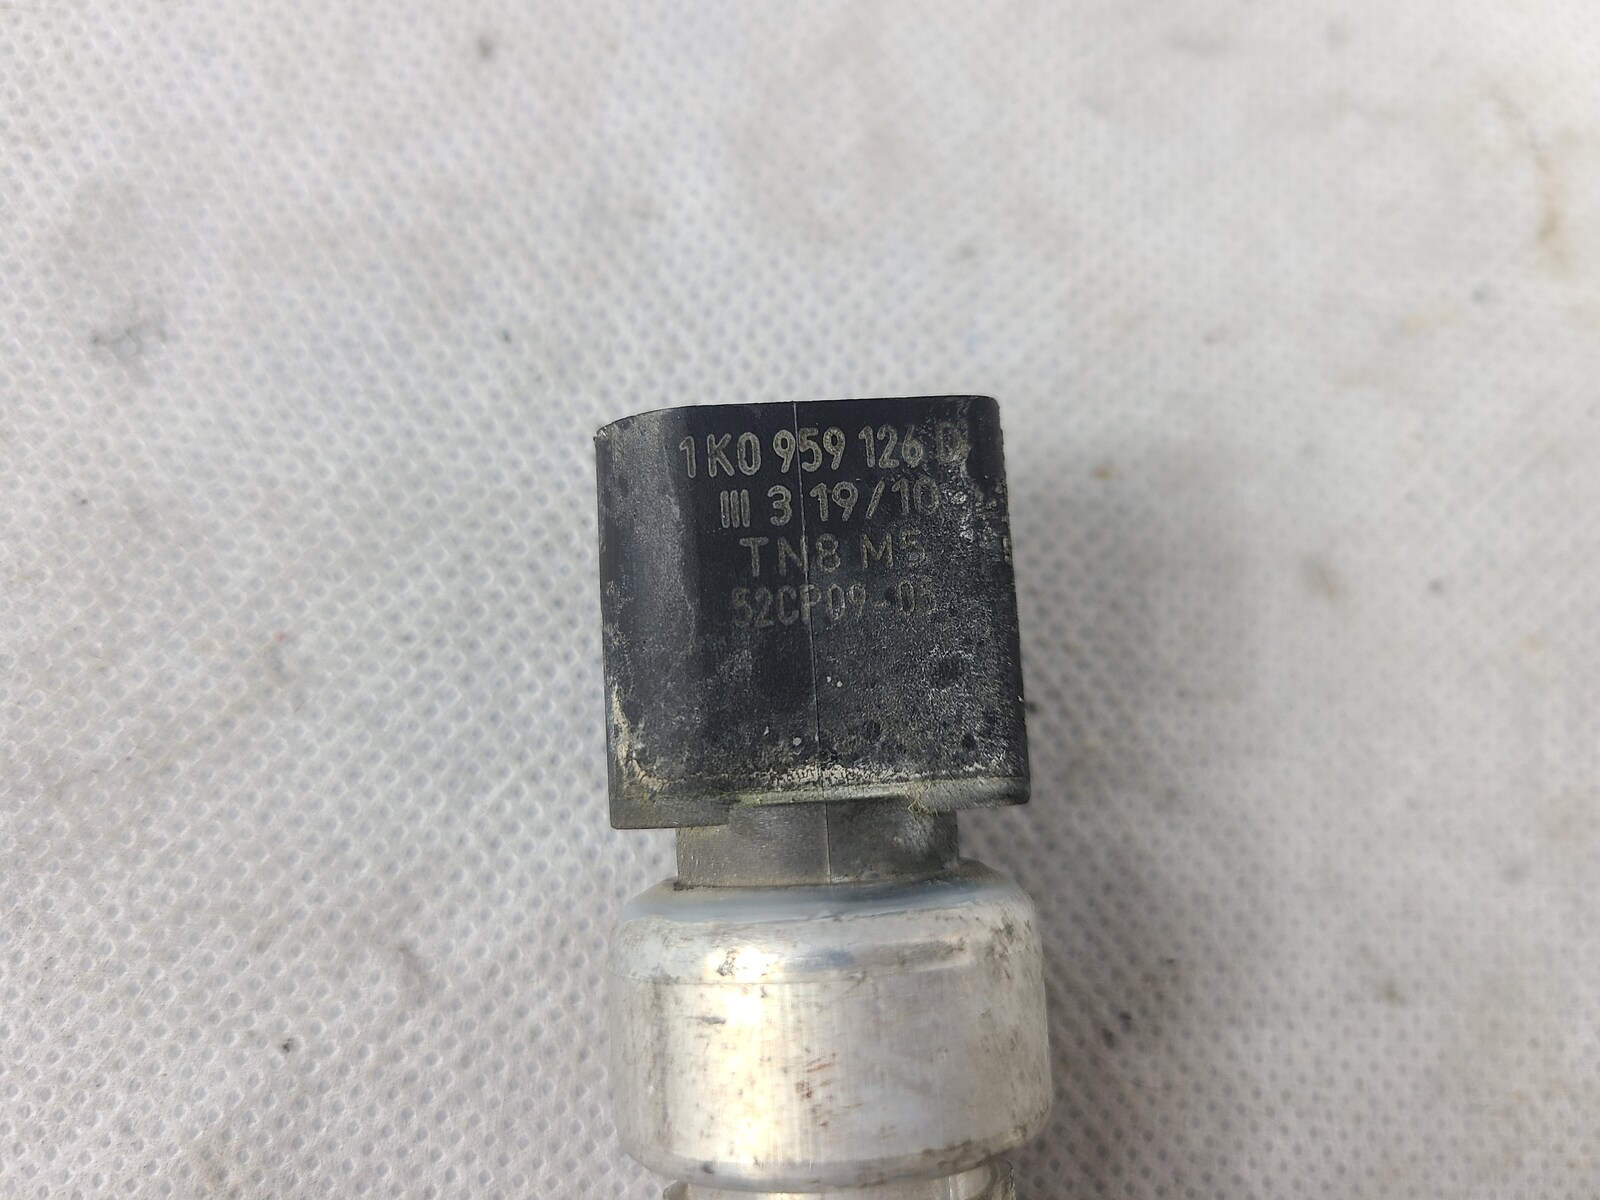 1K0 959 126 D
III 3 19/10
TN8 M5
52CP09-05